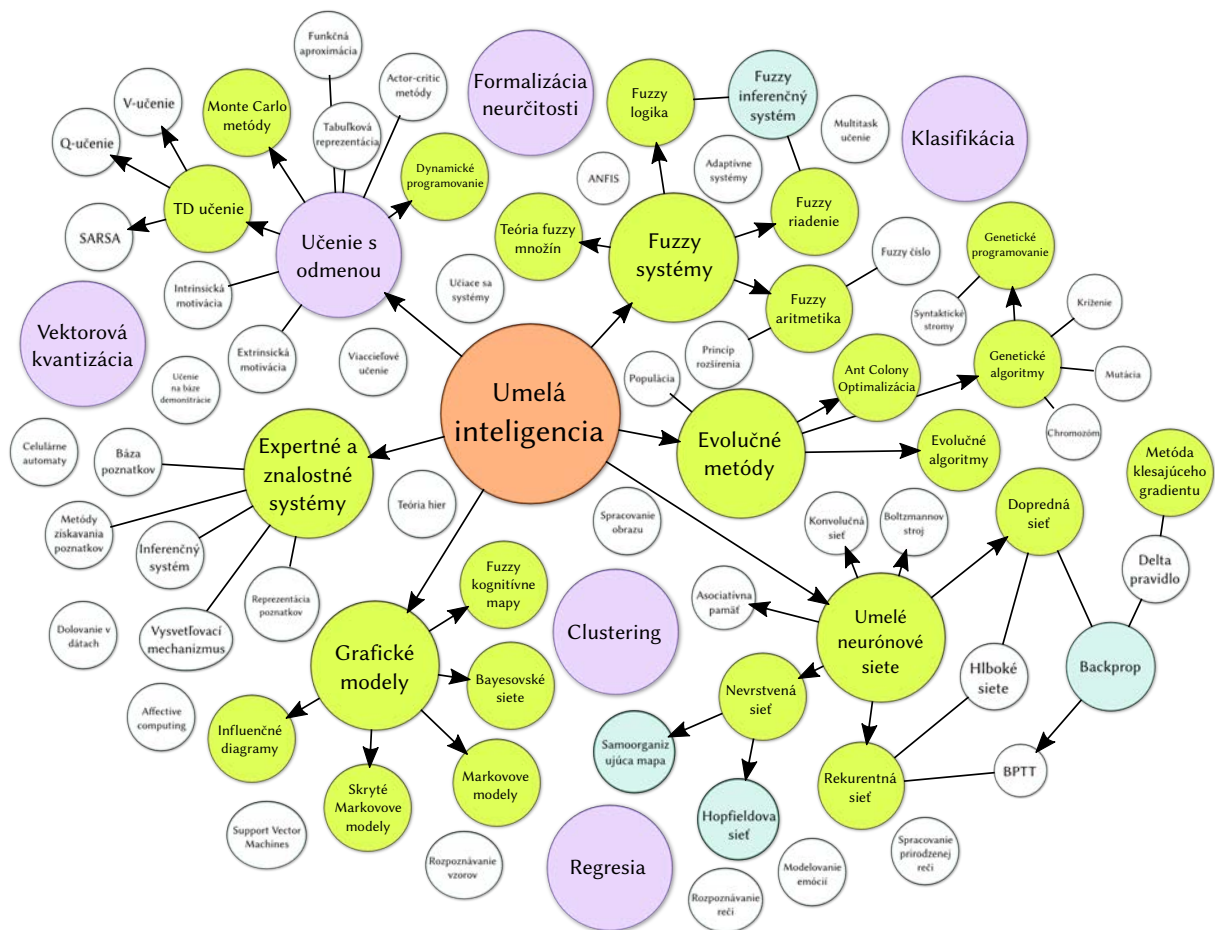 Funkčná
aproximácia
Actor-critic
metódy
Formalizácia
neurčitosti
Fuzzy
logika
Fuzzy
inferenčný
systém
Multitask
učenie
Klasifikácia
V-učenie
Monte Carlo
metódy
Tabuľková
reprezentácia
Q-učenie
Dynamické
programovanie
ANFIS
Adaptívne
systémy
TD učenie
SARSA
Učenie s
odmenou
Teória fuzzy
množín
Fuzzy
systémy
Fuzzy
riadenie
Fuzzy číslo
Genetické
programovanie
Intrinsická
motivácia
Učiace sa
systémy
Fuzzy
aritmetika
Syntaktické
stromy
Kríženie
Vektorová
kvantizácia
Extrinsická
motivácia
Viaccieľové
učenie
Princíp
rozšírenia
Genetické
algoritmy
Mutácia
Učenie
na báze
demonštrácie
Umelá
inteligencia
Populácia
Ant Colony
Optimalizácia
Chromozóm
Celulárne
automaty
Báza
poznatkov
Expertné a
znalostné
systémy
Evolučné
metódy
Evolučné
algoritmy
Metóda
klesajúceho
gradientu
Teória hier
Spracovanie
obrazu
Konvolučná
sieť
Boltzmannov
stroj
Dopredná
sieť
Metódy
získavania
poznatkov
Inferenčný
systém
Reprezentácia
poznatkov
Fuzzy
kognitívne
mapy
Asociatívna
pamäť
Delta
pravidlo
Dolovanie v
dátach
Vysvetľovací
mechanizmus
Clustering
Umelé
neurónové
siete
Grafické
modely
Bayesovské
siete
Nevrstvená
sieť
Hlboké
siete
Backprop
Affective
computing
Influenčné
diagramy
Samoorganiz
ujúca mapa
Markovove
modely
Rekurentná
sieť
BPTT
Skryté
Markovove
modely
Hopfieldova
sieť
Support Vector
Machines
Rozpoznávanie
vzorov
Regresia
Modelovanie
emócií
Spracovanie
prirodzenej
reči
Rozpoznávanie
reči